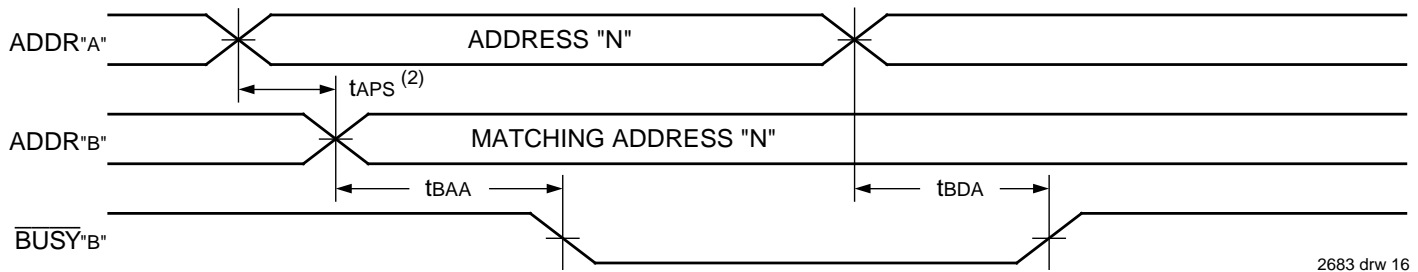 ADDR"A"
ADDRESS "N"
tAPS (2)
ADDR"B"
MATCHING ADDRESS "N"
tBAA
tBDA
BUSY"B"
2683 drw 16